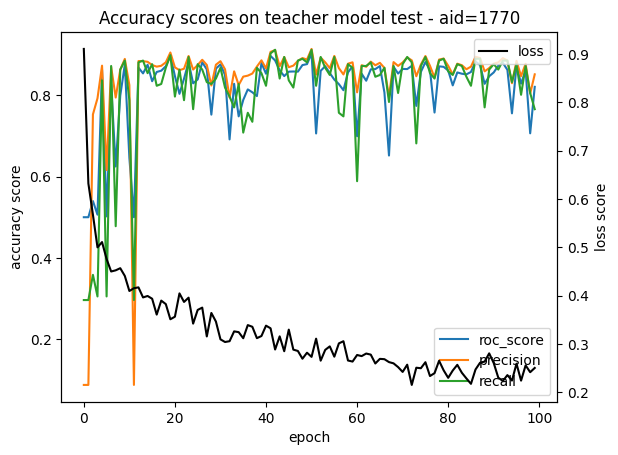 Accuracy scores on teacher model test - aid=1770
accuracy score
0.8
0.6
0.4
0.2
loss
0.9
0.8
0.7
0.6
0.5
0.4
0.3
0.2
loss score
roc_score
precision
recall
0
20
40
60
80
100
epoch